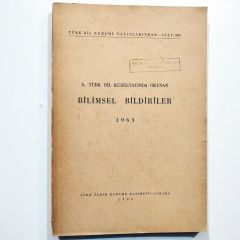 TÜRK DİL KURUMU YAYINLARINDAN — SAYI:
X. TÜRK DİL KURULTAYINDA OKUNAN
BİLİMSEL BİLDİRİLER
1963
TÜRK TARİH KURUMU BASIMEVİ — ANKARA
1964